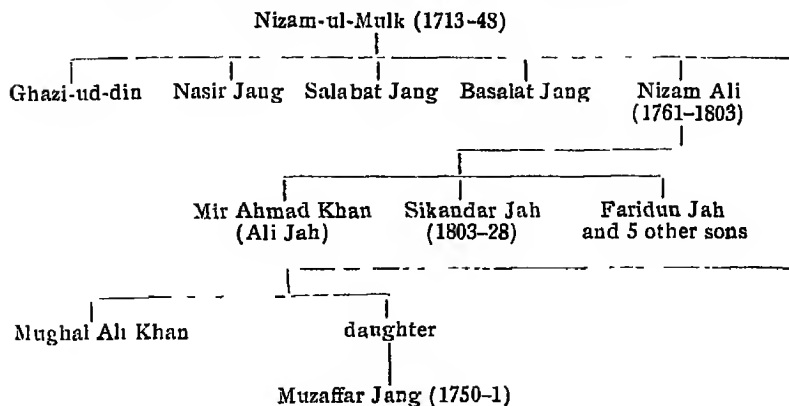 Nizam-ul-Mulk (1713-48)
Ghazi-ud-din Nasir Jang Salabat Jang Basalat Jang Nizam Ali
(1761-1803)
Mir Ahmad Khan Sikandar Jah Faridun Jah
(Ali Jah) (1803-28) and 5 other sons
Mughal Ali Khan daughter
Muzaffar Jang (1750-1)